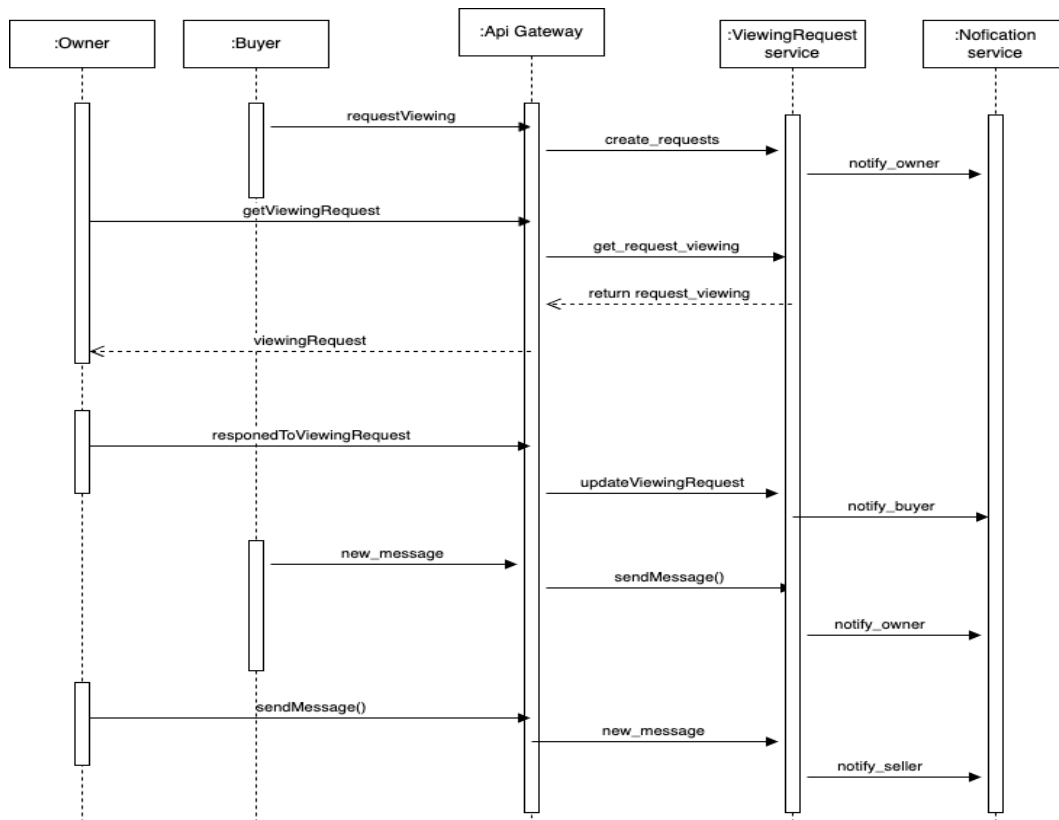 :Owner
:Buyer
:Api Gateway
:ViewingRequest
service
:Nofication
service
requestViewing
create_requests
notify_owner
getViewingRequest
get_request_viewing
return request_viewing
viewingRequest
responedToViewingRequest
updateViewingRequest
notify_buyer
new_message
sendMessage()
notify_owner
sendMessage()
new_message
notify_seller